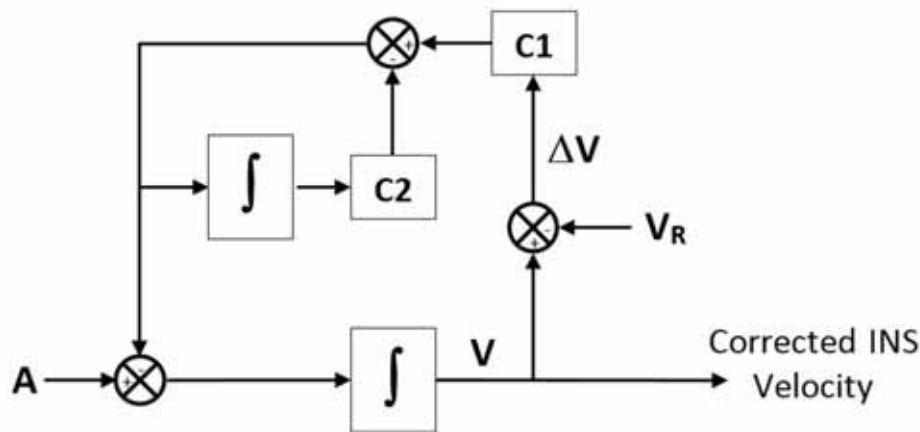 C1
ΔV
∫
C2
V_R
A
∫
V
Corrected INS
Velocity